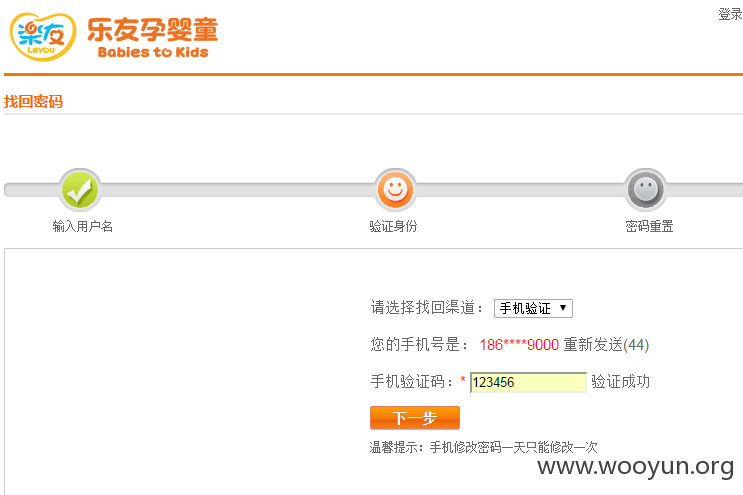 樂友
LeYou
乐友孕婴童
Babies to Kids
登录
找回密码
输入用户名
验证身份
密码重置
请选择找回渠道： 手机验证
您的手机号是： 186****9000 重新发送(44)
手机验证码：* 123456 验证成功
下一步
温馨提示：手机修改密码一天只能修改一次
www.wooyun.org